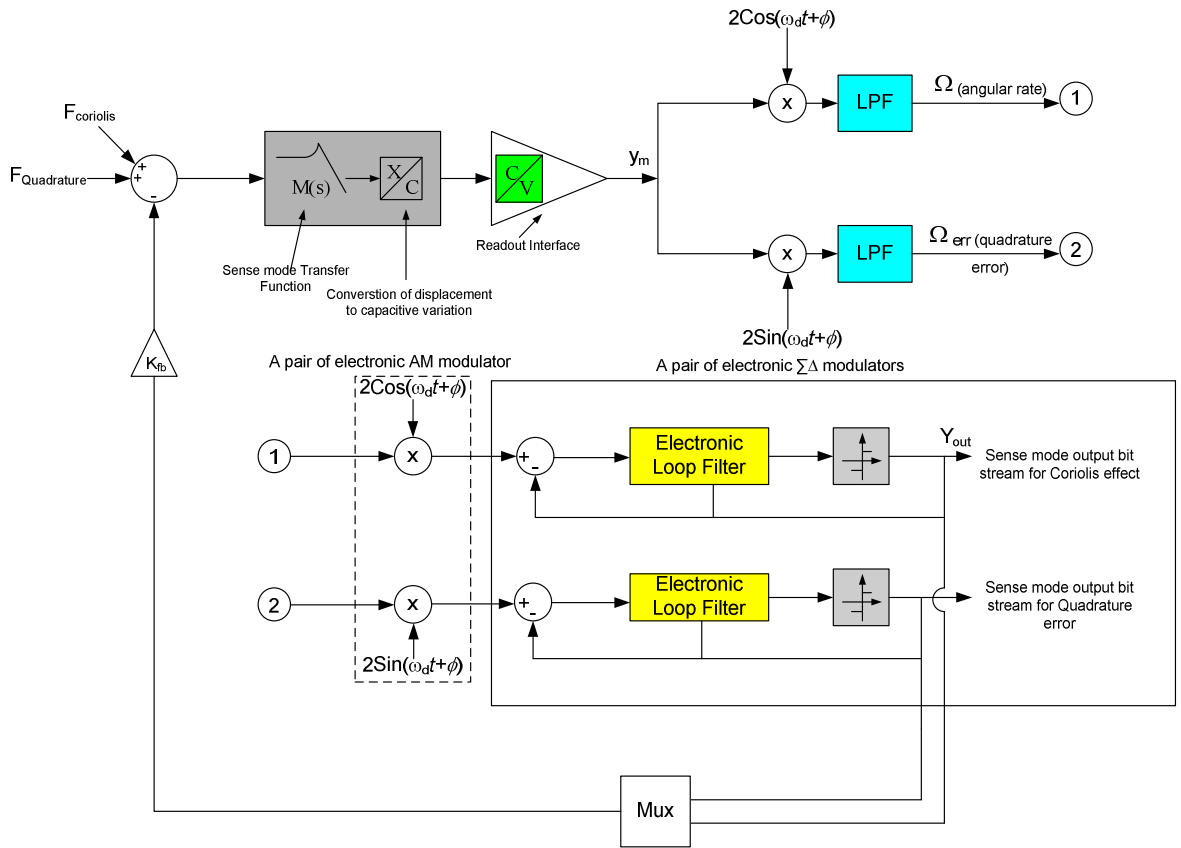 2Cos(ωdt+ϕ)
Fcoriolis
FQuadrature
+
+
-
M(s)
X/C
C/V
Readout Interface
Sense mode Transfer
Function
Converstion of displacement
to capacitive variation
ym
x
LPF
Ω (angular rate)
1
x
LPF
Ω err (quadrature
error)
2
2Sin(ωdt+ϕ)
Kfb
A pair of electronic AM modulator
A pair of electronic ∑Δ modulators
2Cos(ωdt+ϕ)
1
x
+
-
Electronic
Loop Filter
Yout
Sense mode output bit
stream for Coriolis effect
2
x
+
-
Electronic
Loop Filter
Sense mode output bit
stream for Quadrature
error
2Sin(ωdt+ϕ)
Mux